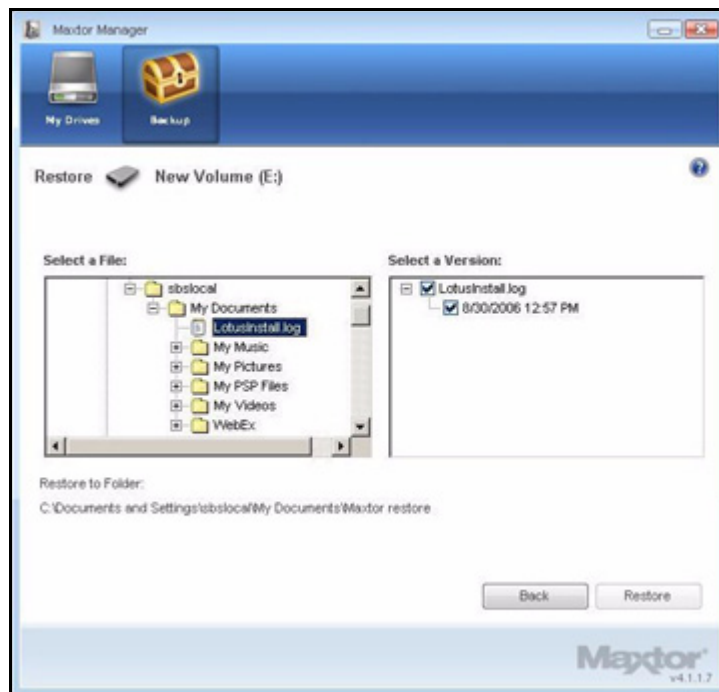 Maxtor Manager
My Drives
Backup
Restore New Volume (E:)
Select a File:
sbslocal
My Documents
LotusInstall.log
My Music
My Pictures
My PSP Files
My Videos
WebEx
Select a Version:
LotusInstall.log
8/30/2006 12:57 PM
Restore to Folder:
C:\Documents and Settings\sbslocal\My Documents\Maxtor restore
Back
Restore
Maxtor
v4.1.1.7